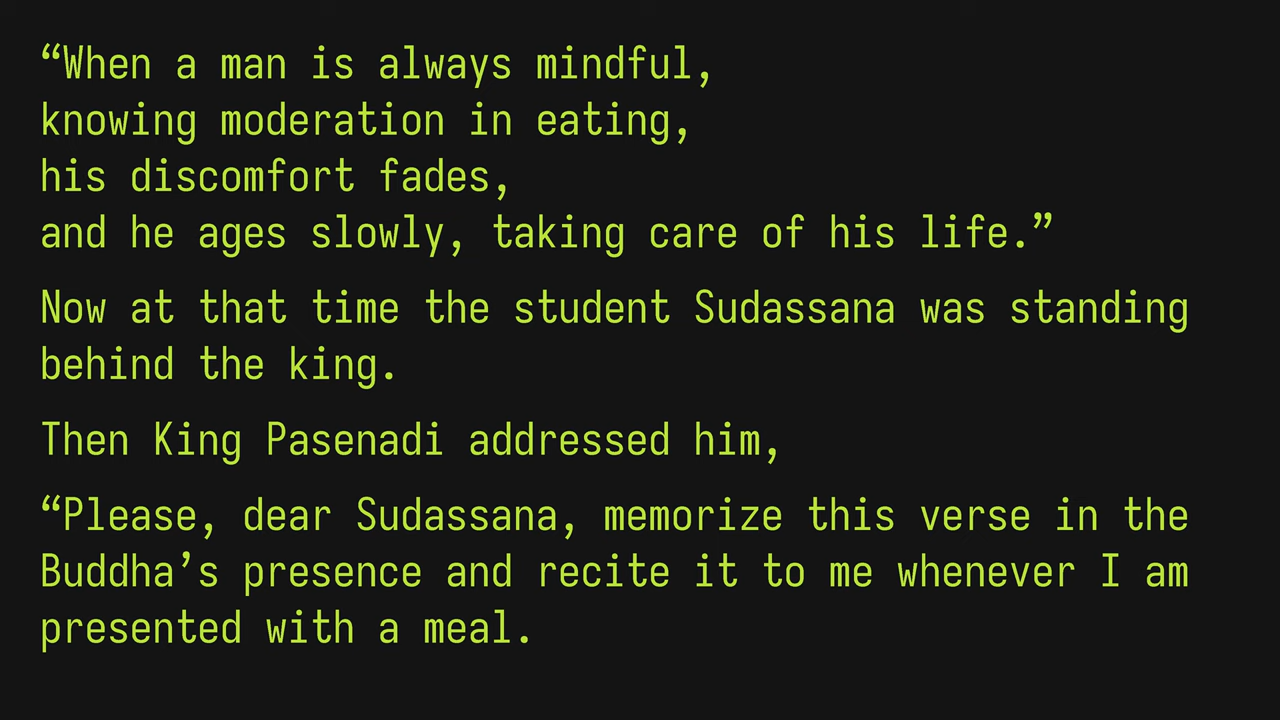 “When a man is always mindful,
knowing moderation in eating,
his discomfort fades,
and he ages slowly, taking care of his life.”
Now at that time the student Sudassana was standing
behind the king.
Then King Pasenadi addressed him,
“Please, dear Sudassana, memorize this verse in the
Buddha’s presence and recite it to me whenever I am
presented with a meal.